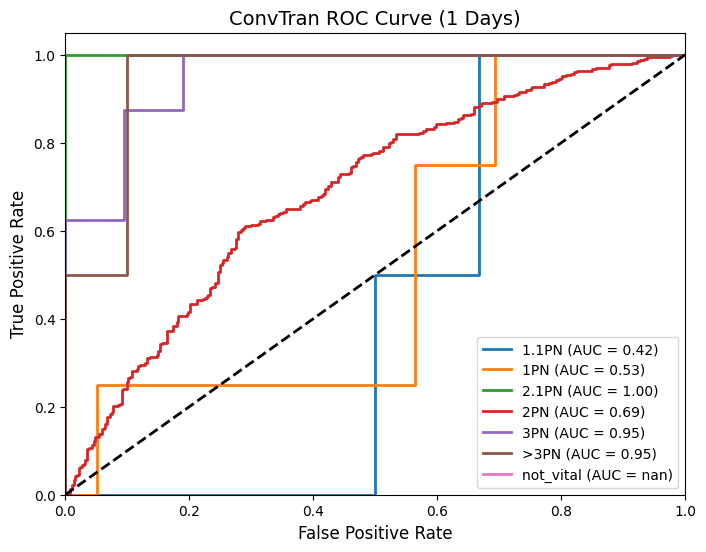 ConvTran ROC Curve (1 Days)
True Positive Rate
1.0
0.8
0.6
0.4
0.2
0.0
1.1PN (AUC = 0.42)
1PN (AUC = 0.53)
2.1PN (AUC = 1.00)
2PN (AUC = 0.69)
3PN (AUC = 0.95)
>3PN (AUC = 0.95)
not_vital (AUC = nan)
0.0 0.2 0.4 0.6 0.8 1.0
False Positive Rate